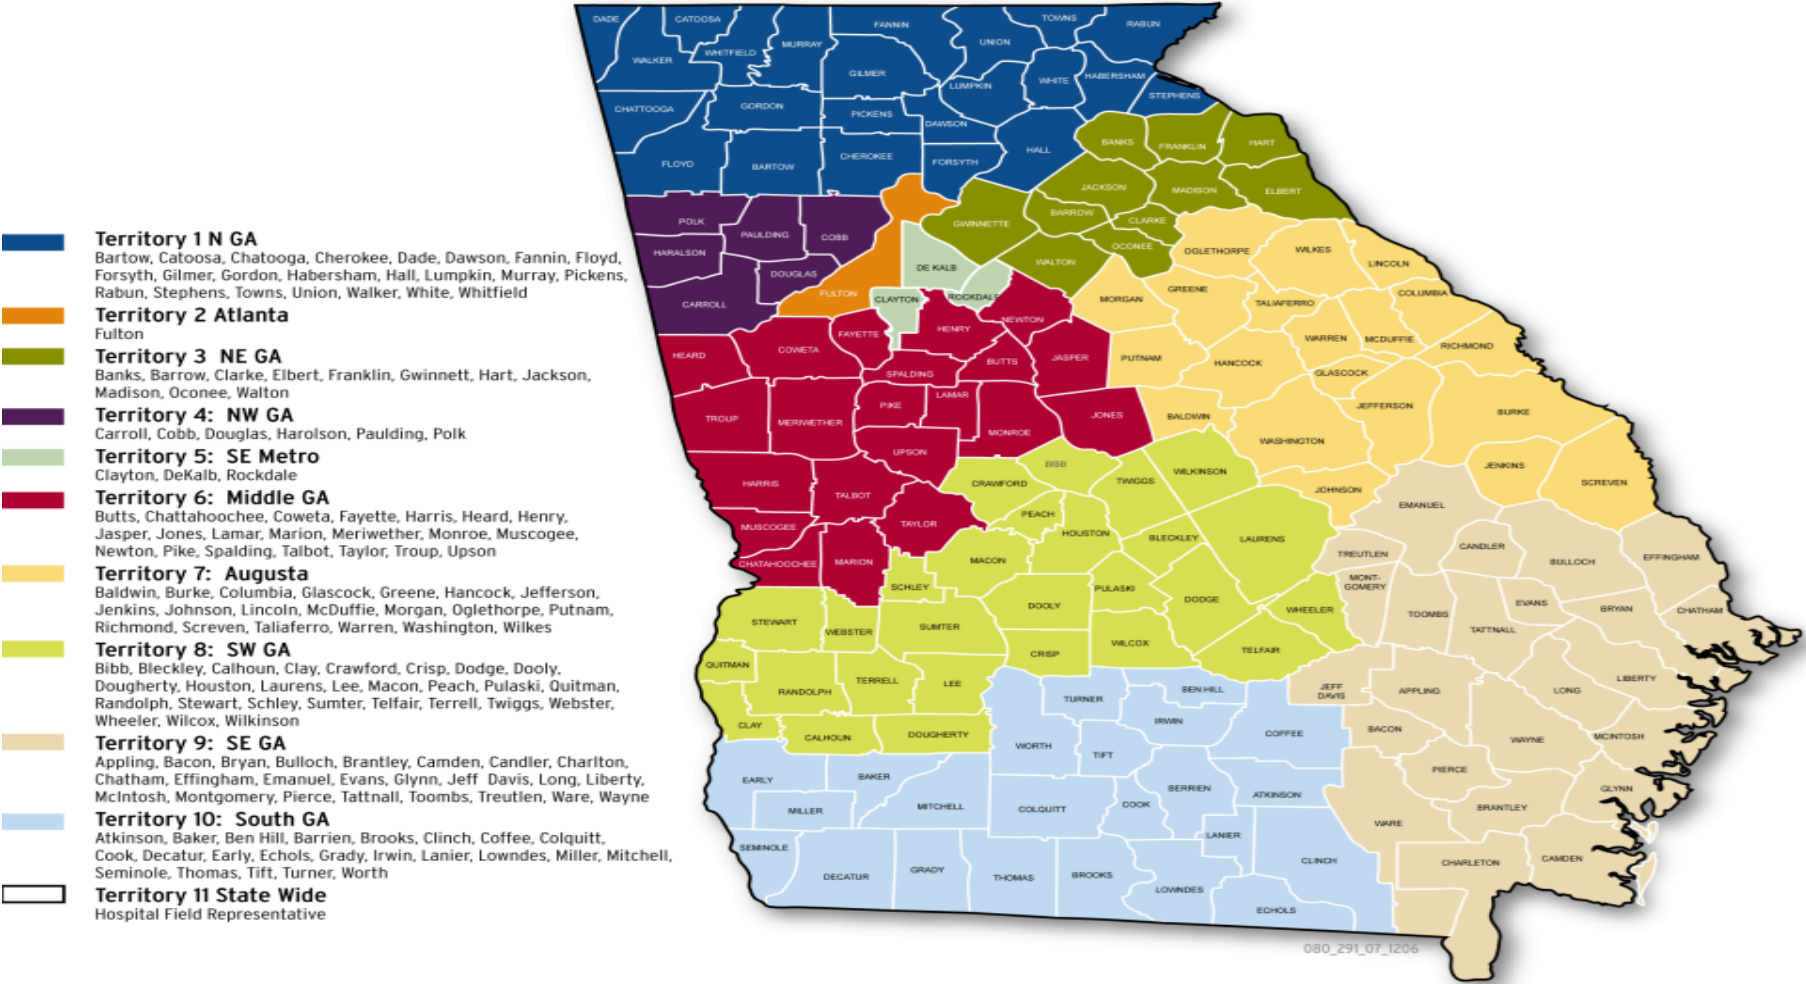 Territory 1 N GA
Bartow, Catoosa, Chatooga, Cherokee, Dade, Dawson, Fannin, Floyd,
Forsyth, Gilmer, Gordon, Habersham, Hall, Lumpkin, Murray, Pickens,
Rabun, Stephens, Towns, Union, Walker, White, Whitfield
Territory 2 Atlanta
Fulton
Territory 3 NE GA
Banks, Barrow, Clarke, Elbert, Franklin, Gwinnett, Hart, Jackson,
Madison, Oconee, Walton
Territory 4: NW GA
Carroll, Cobb, Douglas, Harolson, Paulding, Polk
Territory 5: SE Metro
Clayton, DeKalb, Rockdale
Territory 6: Middle GA
Butts, Chattahoochee, Coweta, Fayette, Harris, Heard, Henry,
Jasper, Jones, Lamar, Marion, Meriwether, Monroe, Muscogee,
Newton, Pike, Spalding, Talbot, Taylor, Troup, Upson
Territory 7: Augusta
Baldwin, Burke, Columbia, Glascock, Greene, Hancock, Jefferson,
Jenkins, Johnson, Lincoln, McDuffie, Morgan, Oglethorpe, Putnam,
Richmond, Screven, Taliaferro, Warren, Washington, Wilkes
Territory 8: SW GA
Bibb, Bleckley, Calhoun, Clay, Crawford, Crisp, Dodge, Dooly,
Dougherty, Houston, Laurens, Lee, Macon, Peach, Pulaski, Quitman,
Randolph, Stewart, Schley, Sumter, Telfair, Terrell, Twiggs, Webster,
Wheeler, Wilcox, Wilkinson
Territory 9: SE GA
Appling, Bacon, Bryan, Bulloch, Brantley, Camden, Candler, Charlton,
Chatham, Effingham, Emanuel, Evans, Glynn, Jeff Davis, Long, Liberty,
McIntosh, Montgomery, Pierce, Tattnall, Toombs, Treutlen, Ware, Wayne
Territory 10: South GA
Atkinson, Baker, Ben Hill, Barrien, Brooks, Clinch, Coffee, Colquitt,
Cook, Decatur, Early, Echols, Grady, Irwin, Lanier, Lowndes, Miller, Mitchell,
Seminole, Thomas, Tift, Turner, Worth
Territory 11 State Wide
Hospital Field Representative
DADE
CATOOSA
FANNIN
TOWNS
RABUN
WALKER
WHITFIELD
MURRAY
UNION
GILMER
LUMPKIN
WHITE
HABERSHAM
STEPHENS
CHATTOOGA
GORDON
PICKENS
DAWSON
FLOYD
BARTOW
CHEROKEE
FORSYTH
HALL
BANKS
FRANKLIN
HART
JACKSON
MADISON
ELBERT
POLK
PAULDING
COBB
GWINNETTE
BARROW
CLARKE
OCONEE
WALTON
HARALSON
DOUGLAS
CARROLL
FULTON
DE KALB
CLAYTON
ROCKDALE
OGLETHORPE
WILKES
LINCOLN
MORGAN
GREENE
TALIAFERRO
COLUMBIA
WARREN
MCDUFFIE
RICHMOND
PUTNAM
HANCOCK
GLASCOCK
HEARD
COWETA
FAYETTE
HENRY
NEWTON
SPALDING
BUTTS
JASPER
TROUP
MERIWETHER
PIKE
LAMAR
MONROE
JONES
BALDWIN
WASHINGTON
JEFFERSON
BURKE
UPSON
HARRIS
TALBOT
TAYLOR
CRAWFORD
BIBB
TWIGGS
WILKINSON
JOHNSON
JENKINS
SCREVEN
EMANUEL
MUSCOGEE
CHATAHOOCHEE
MARION
PEACH
HOUSTON
BLECKLEY
LAURENS
TREUTLEN
CANDLER
BULLOCH
EFFINGHAM
SCHLEY
MACON
PULASKI
DODGE
MONT-
GOMERY
WHEELER
TOOMBS
EVANS
BRYAN
CHATHAM
TATTNALL
STEWART
WEBSTER
SUMTER
DOOLY
WILCOX
CRISP
TELFAIR
QUITMAN
RANDOLPH
TERRELL
LEE
CLAY
CALHOUN
DOUGHERTY
TURNER
BEN HILL
JEFF
DAVIS
APPLING
LONG
LIBERTY
WORTH
TIFT
IRWIN
COFFEE
BACON
WAYNE
MCINTOSH
EARLY
BAKER
MITCHELL
MILLER
COLQUITT
COOK
BERRIEN
ATKINSON
PIERCE
BRANTLEY
GLYNN
WARE
LANIER
SEMINOLE
DECATUR
GRADY
THOMAS
BROOKS
LOWNDES
CLINCH
ECHOLS
CHARLETON
CAMDEN
080_291_07_1206